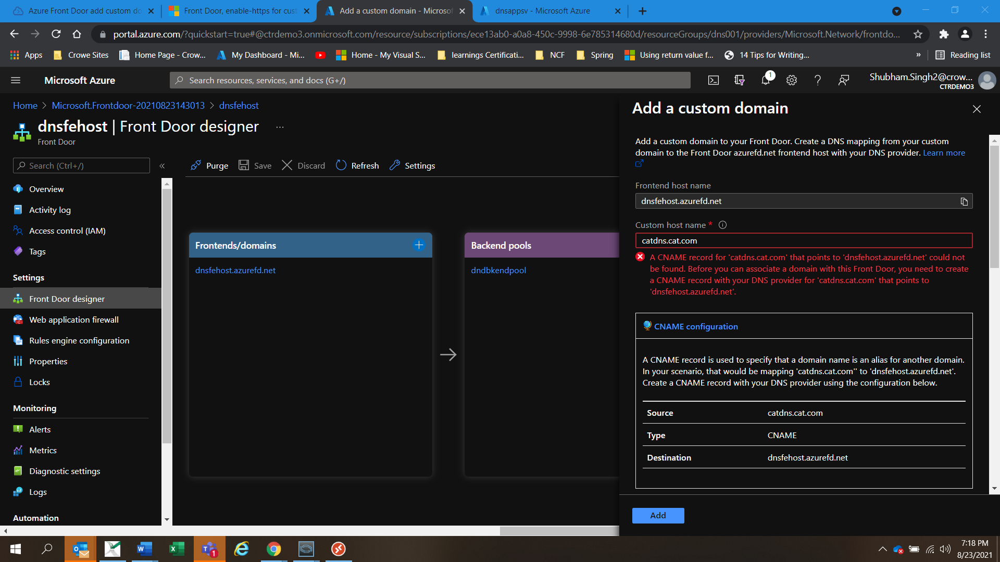 Azure Front Door add custom do
Front Door, enable-https for cust
Add a custom domain - Microsof
dnsappsv - Microsoft Azure
portal.azure.com/?quickstart=true#@ctrdemo3.onmicrosoft.com/resource/subscriptions/ece13ab0-a0a8-450c-9998-6e785314680d/resourceGroups/dns001/providers/Microsoft.Network/frontdo...
Apps
Crowe Sites
Home Page - Crow...
My Dashboard - Mi...
Home - My Visual S...
learnings Certificati...
NCF
Spring
Using return value f...
14 Tips for Writing...
»
Reading list
Microsoft Azure
Search resources, services, and docs (G+/)
1
Shubham.Singh2@crow...
CTRDEMO3
Home > Microsoft.Frontdoor-20210823143013 > dnsfehost
dnsfehost | Front Door designer ...
Front Door
Search (Ctrl+/)
«
Purge
Save
Discard
Refresh
Settings
Overview
Activity log
Access control (IAM)
Tags
Settings
Front Door designer
Web application firewall
Rules engine configuration
Properties
Locks
Monitoring
Alerts
Metrics
Diagnostic settings
Logs
Automation
Frontends/domains
dnsfehost.azurefd.net
Backend pools
dndbkendpool
Add a custom domain
Add a custom domain to your Front Door. Create a DNS mapping from your custom
domain to the Front Door azurefd.net frontend host with your DNS provider. Learn more
Frontend host name
dnsfehost.azurefd.net
Custom host name *
catdns.cat.com
A CNAME record for 'catdns.cat.com' that points to 'dnsfehost.azurefd.net' could not
be found. Before you can associate a domain with this Front Door, you need to create
a CNAME record with your DNS provider for 'catdns.cat.com' that points to
'dnsfehost.azurefd.net'.
CNAME configuration
A CNAME record is used to specify that a domain name is an alias for another domain.
In your scenario, that would be mapping 'catdns.cat.com'' to 'dnsfehost.azurefd.net'.
Create a CNAME record with your DNS provider using the configuration below.
Source catdns.cat.com
Type CNAME
Destination dnsfehost.azurefd.net
Add
1
7:18 PM
8/23/2021